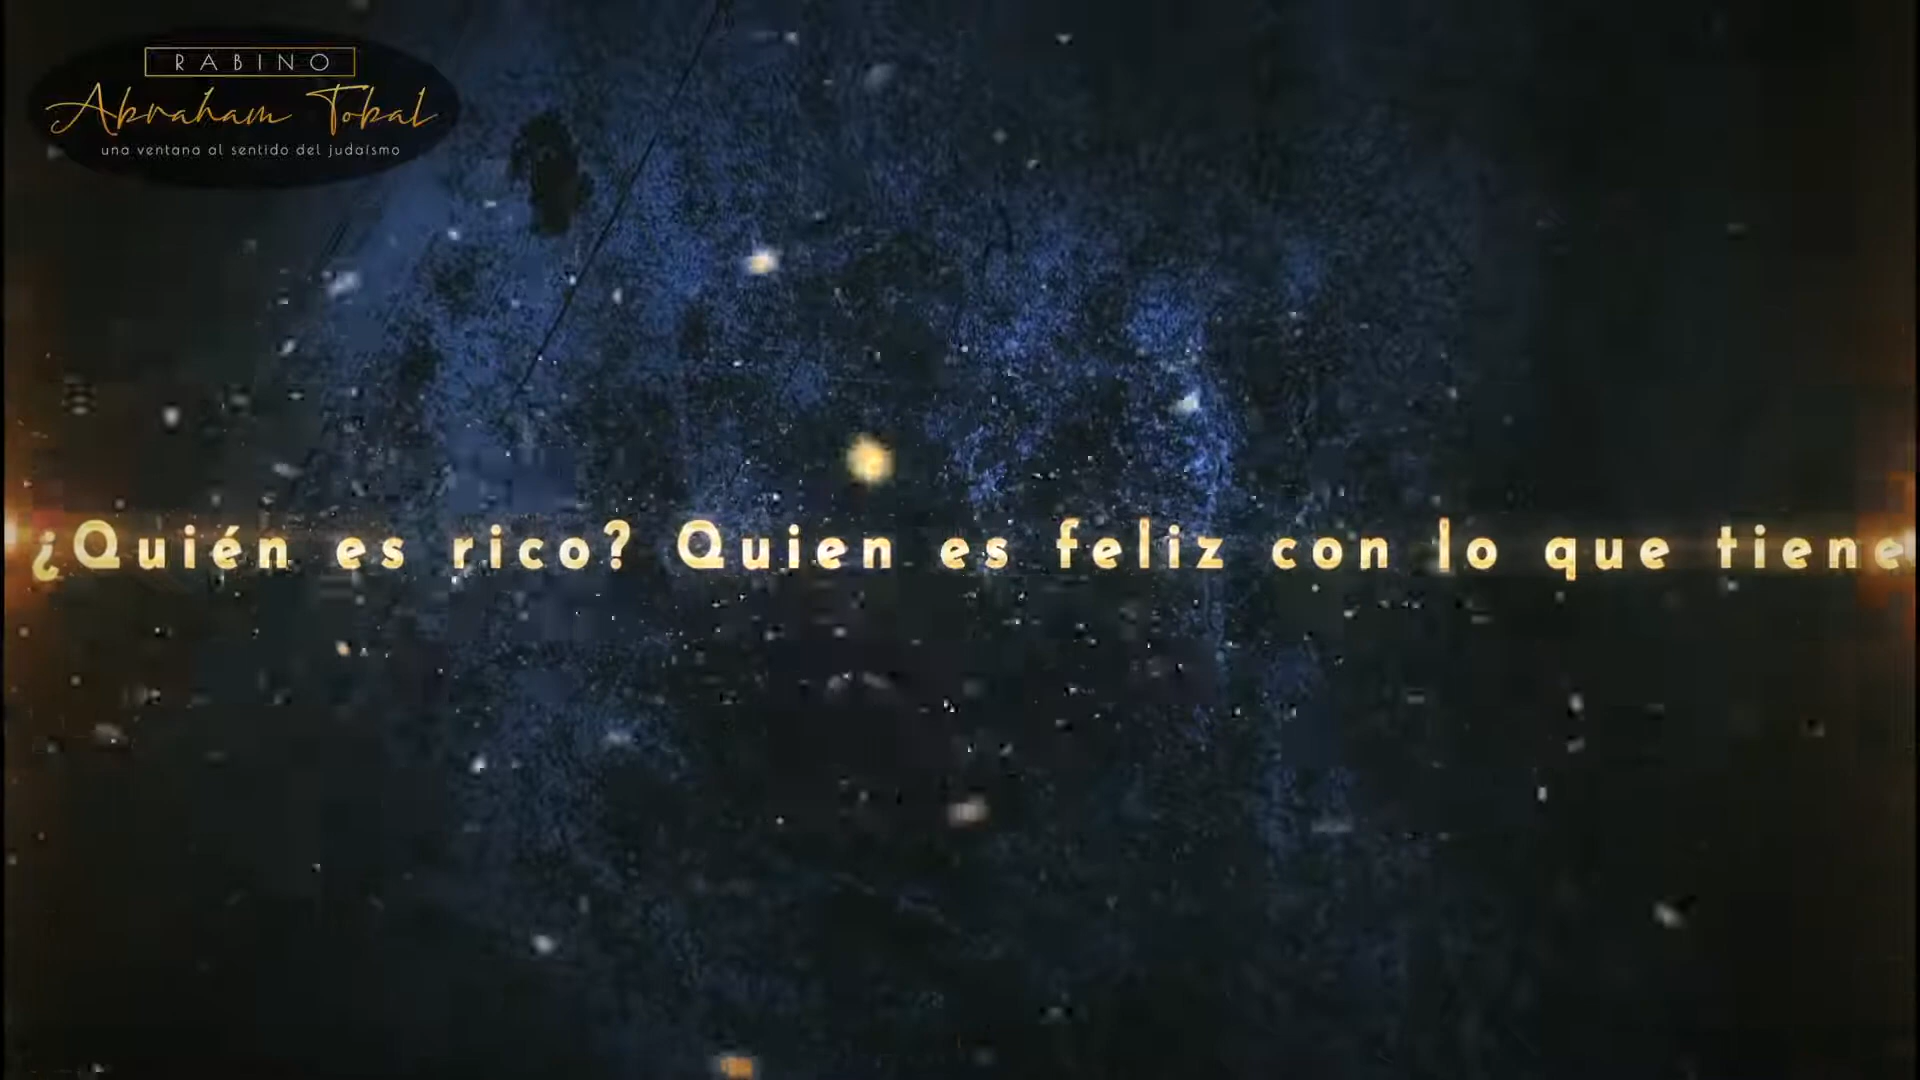 RABINO
Abraham Tobal
una ventana al sentido del judaísmo
¿Quién es rico? Quien es feliz con lo que tiene